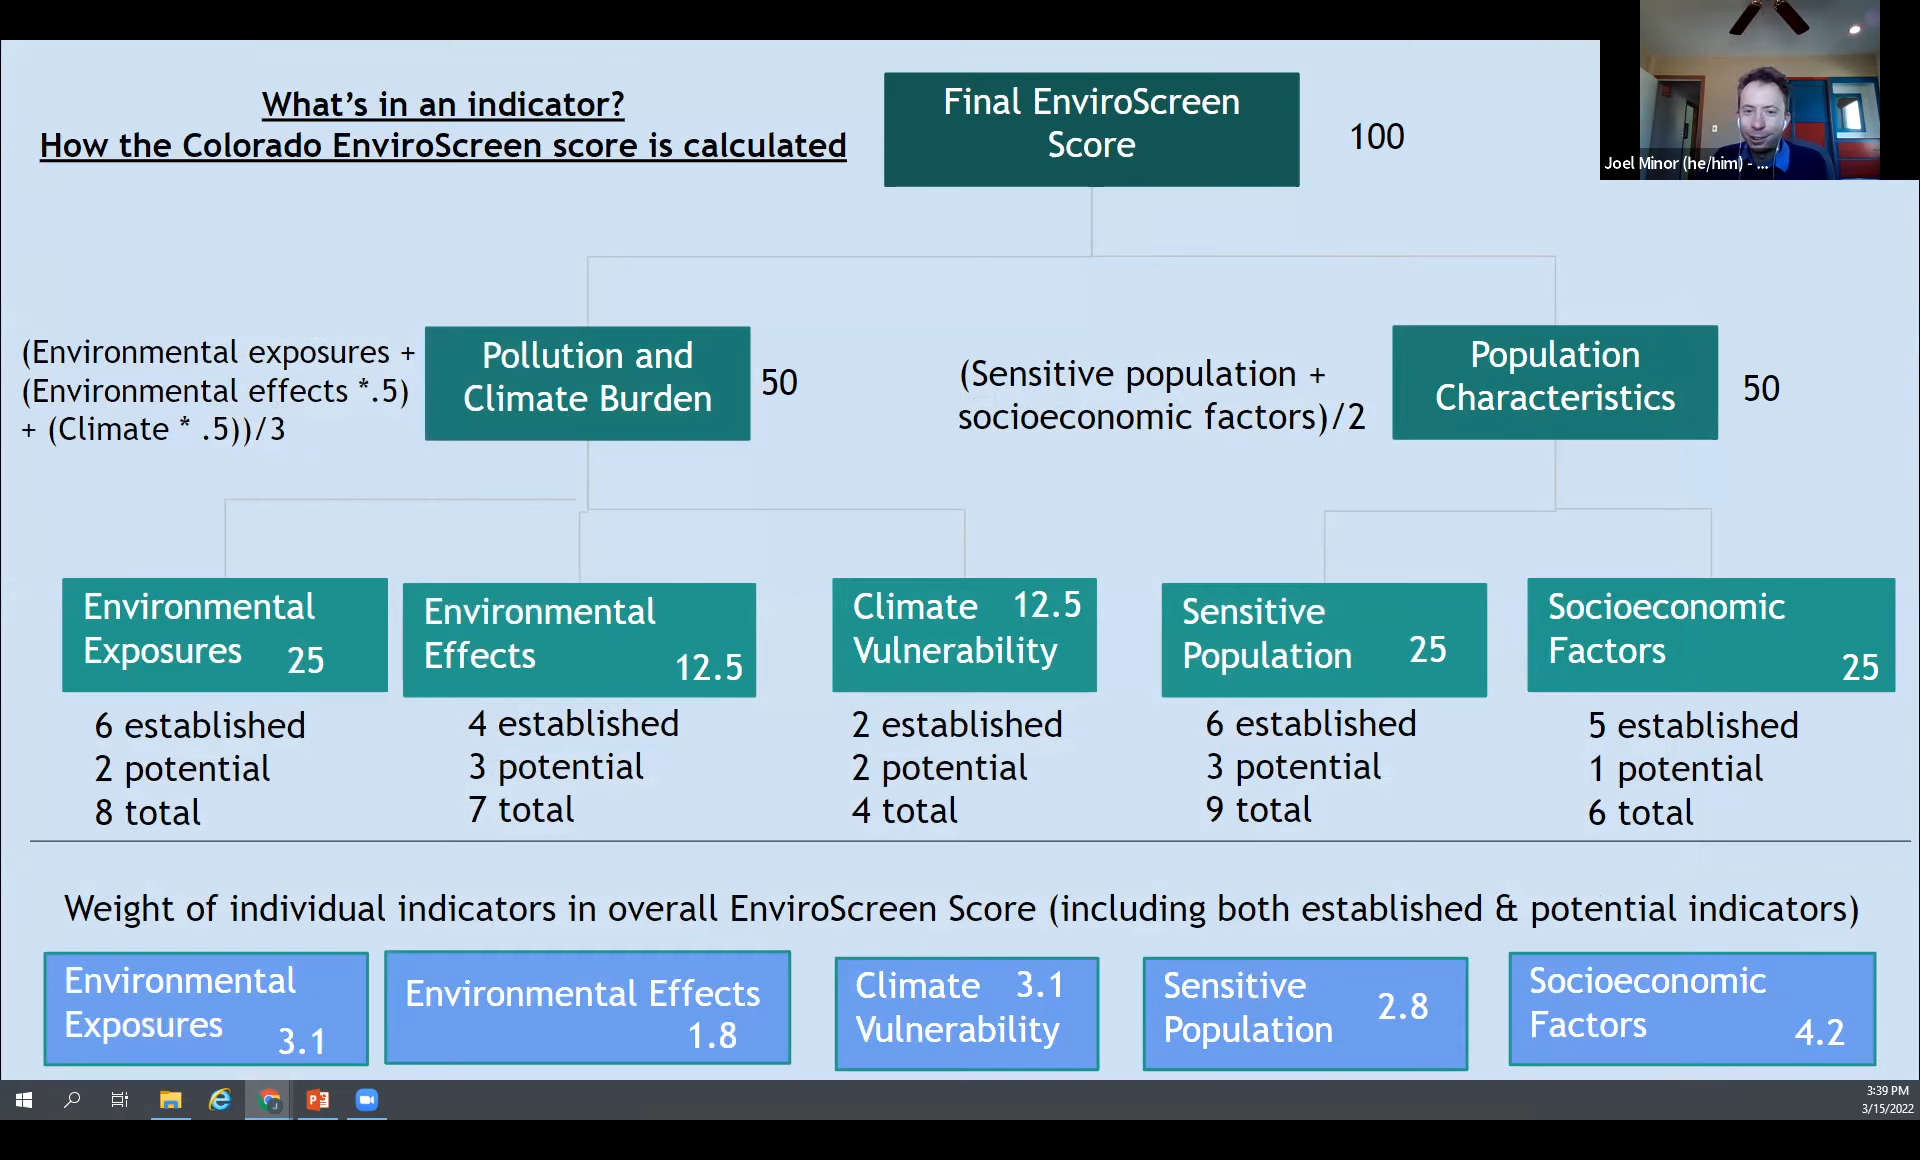 What's in an indicator?
How the Colorado EnviroScreen score is calculated
Final EnviroScreen
Score
100
Joel Minor (he/him) - ...
(Environmental exposures +
(Environmental effects *.5)
+ (Climate * .5))/3
Pollution and
Climate Burden
50
(Sensitive population +
socioeconomic factors)/2
Population
Characteristics
50
Environmental
Exposures 25
Environmental
Effects 12.5
Climate 12.5
Vulnerability
Sensitive
Population 25
Socioeconomic
Factors 25
6 established
2 potential
8 total
4 established
3 potential
7 total
2 established
2 potential
4 total
6 established
3 potential
9 total
5 established
1 potential
6 total
Weight of individual indicators in overall EnviroScreen Score (including both established & potential indicators)
Environmental
Exposures 3.1
Environmental Effects
1.8
Climate 3.1
Vulnerability
Sensitive
Population 2.8
Socioeconomic
Factors 4.2
3:39 PM
3/15/2022